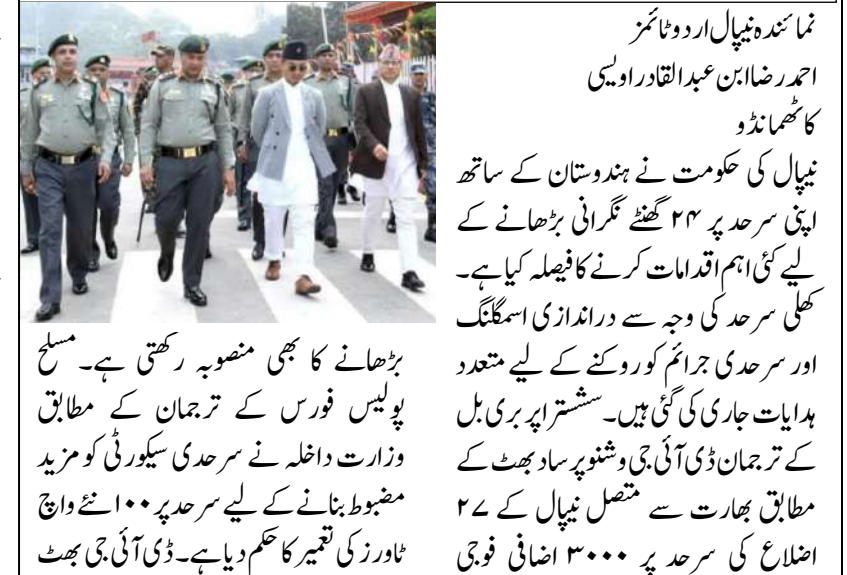 نمائندہ نیپال اردو ٹائمز
احمد رضا ابن عبد القادر اویسی
کاٹھمانڈو
نیپال کی حکومت نے ہندوستان کے ساتھ
اپنی سرحد پر ۲۴ گھنٹے نگرانی بڑھانے کے
لیے کئی اہم اقدامات کرنے کا فیصلہ کیا ہے۔
کھلی سرحد کی وجہ سے دراندازی اسمگلنگ
اور سرحدی جرائم کو روکنے کے لیے متعدد
ہدایات جاری کی گئی ہیں۔ سشسترا پر بری بل
کے ترجمان ڈی آئی جی وشنو پرساد بھٹ کے
مطابق بھارت سے متصل نیپال کے ۲۷
اضلاع کی سرحد پر ۳۰۰۰ اضافی فوجی
بڑھانے کا بھی منصوبہ رکھتی ہے۔ مسلح
پولیس فورس کے ترجمان کے مطابق
وزارت داخلہ نے سرحدی سیکورٹی کو مزید
مضبوط بنانے کے لیے سرحد پر ۱۰۰ نئے واچ
ٹاورز کی تعمیر کا حکم دیا ہے۔ ڈی آئی جی بھٹ